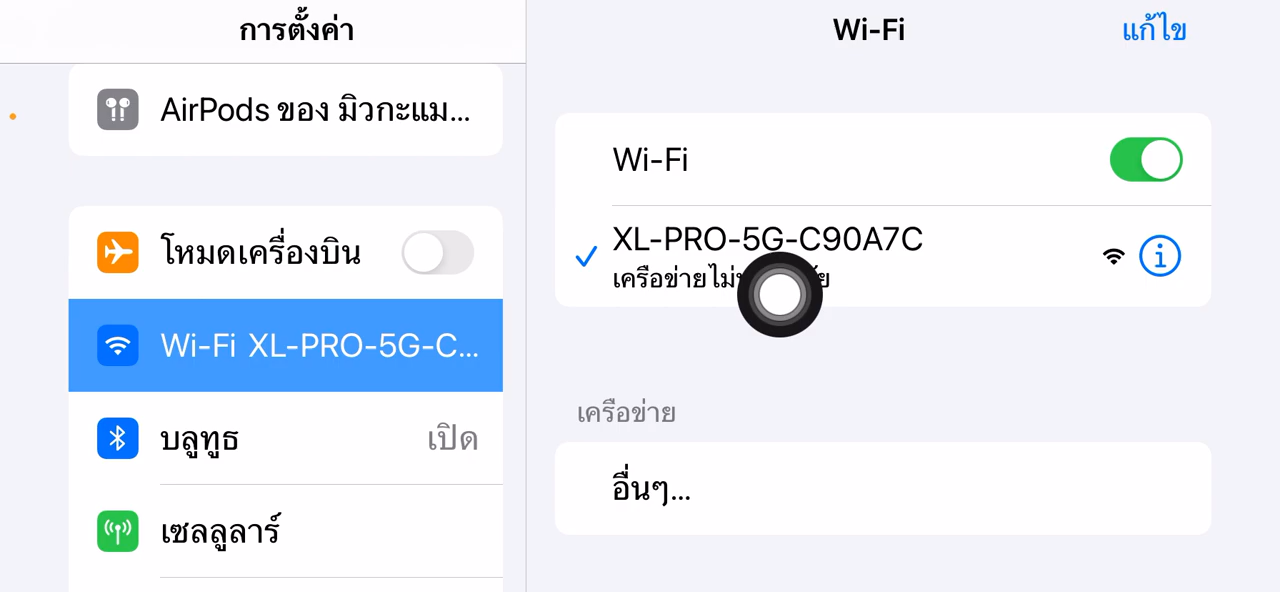 การตั้งค่า
AirPods ของ มิวกะแม...
โหมดเครื่องบิน
Wi-Fi XL-PRO-5G-C...
บลูทูธ เปิด
เซลลูลาร์
Wi-Fi
แก้ไข
Wi-Fi
XL-PRO-5G-C90A7C
เครือข่าย
เครือข่าย
อื่นๆ...